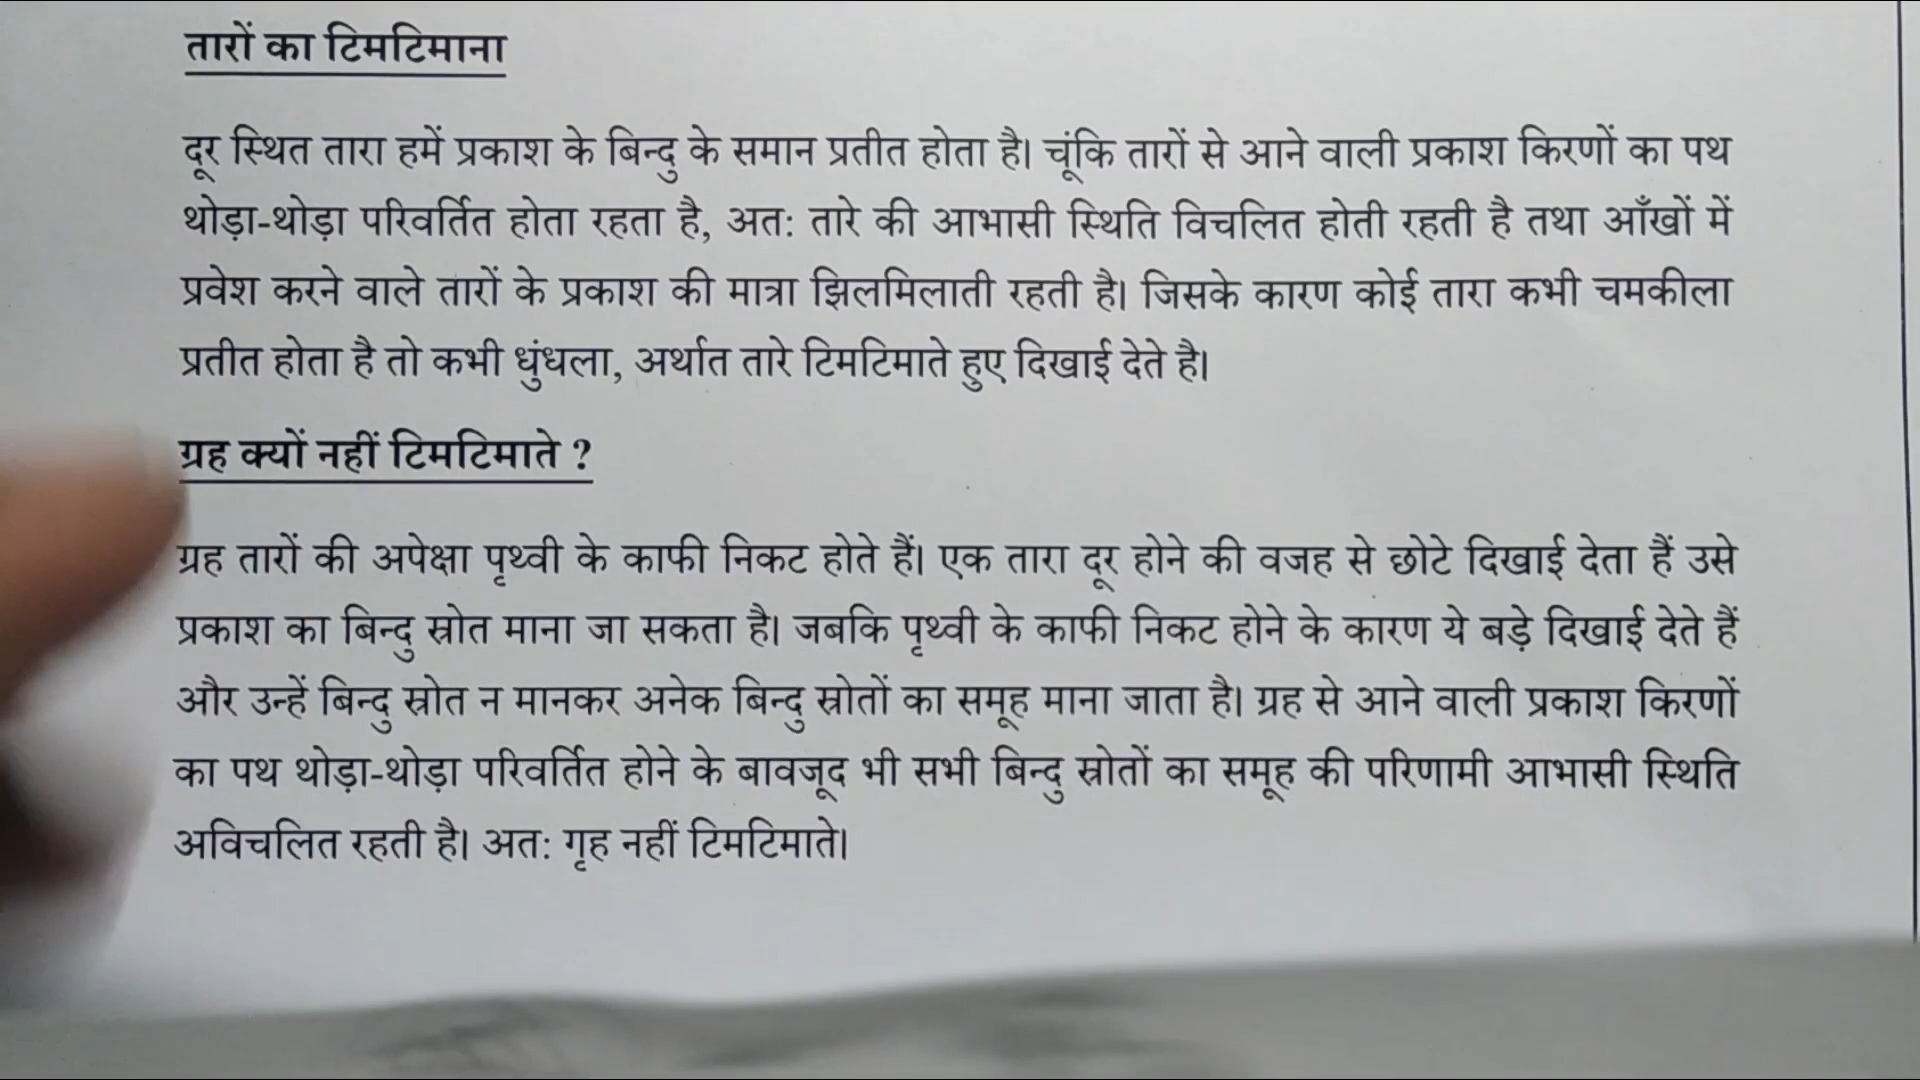 तारों का टिमटिमाना
दूर स्थित तारा हमें प्रकाश के बिन्दु के समान प्रतीत होता है। चूंकि तारों से आने वाली प्रकाश किरणों का पथ
थोड़ा-थोड़ा परिवर्तित होता रहता है, अत: तारे की आभासी स्थिति विचलित होती रहती है तथा आँखों में
प्रवेश करने वाले तारों के प्रकाश की मात्रा झिलमिलाती रहती है। जिसके कारण कोई तारा कभी चमकीला
प्रतीत होता है तो कभी धुंधला, अर्थात तारे टिमटिमाते हुए दिखाई देते है।
ग्रह क्यों नहीं टिमटिमाते ?
ग्रह तारों की अपेक्षा पृथ्वी के काफी निकट होते हैं। एक तारा दूर होने की वजह से छोटे दिखाई देता हैं उसे
प्रकाश का बिन्दु स्रोत माना जा सकता है। जबकि पृथ्वी के काफी निकट होने के कारण ये बड़े दिखाई देते हैं
और उन्हें बिन्दु स्रोत न मानकर अनेक बिन्दु स्रोतों का समूह माना जाता है। ग्रह से आने वाली प्रकाश किरणों
का पथ थोड़ा-थोड़ा परिवर्तित होने के बावजूद भी सभी बिन्दु स्रोतों का समूह की परिणामी आभासी स्थिति
अविचलित रहती है। अत: गृह नहीं टिमटिमाते।